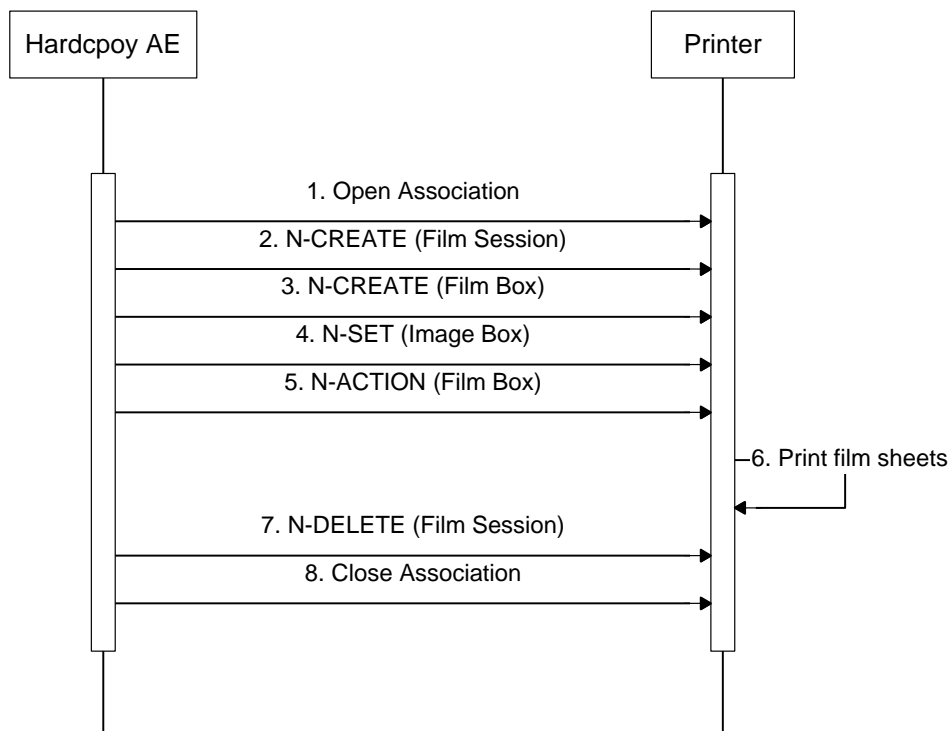 Hardcpoy AE
Printer
1. Open Association
2. N-CREATE (Film Session)
3. N-CREATE (Film Box)
4. N-SET (Image Box)
5. N-ACTION (Film Box)
6. Print film sheets
7. N-DELETE (Film Session)
8. Close Association